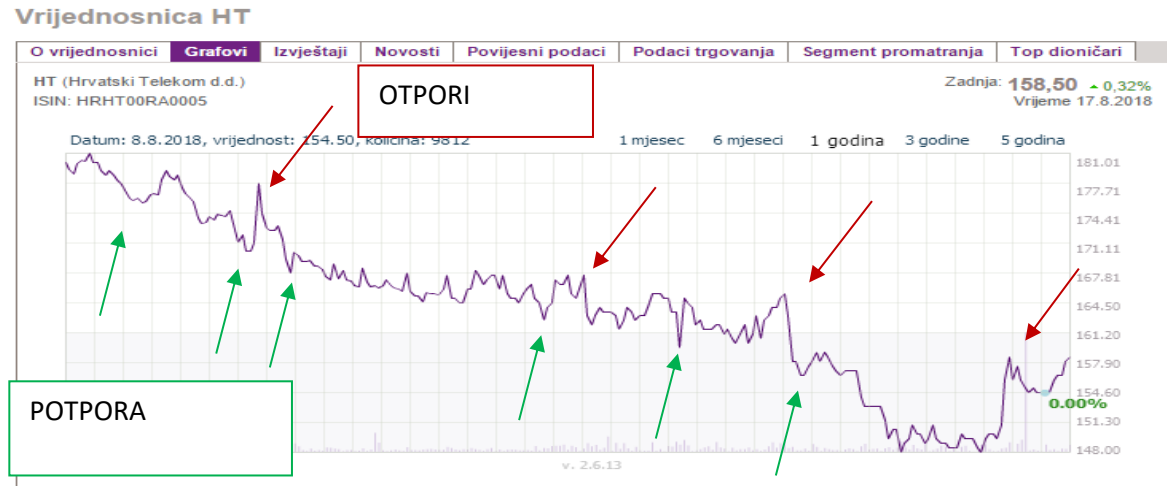 Vrijednosnica HT
O vrijednosnici Grafovi Izvještaji Novosti Povijesni podaci Podaci trgovanja Segment promatranja Top dioničari
HT (Hrvatski Telekom d.d.)
ISIN: HRHT00RA0005
OTPORI
Zadnja: 158,50 0,32%
Vrijeme 17.8.2018
Datum: 8.8.2018, vrijednost: 154.50, količina: 9812
1 mjesec 6 mjeseci 1 godina 3 godine 5 godina
181.01
177.71
174.41
171.11
167.81
164.50
161.20
157.90
154.60
0.00%
151.30
148.00
POTPORA
v. 2.6.13